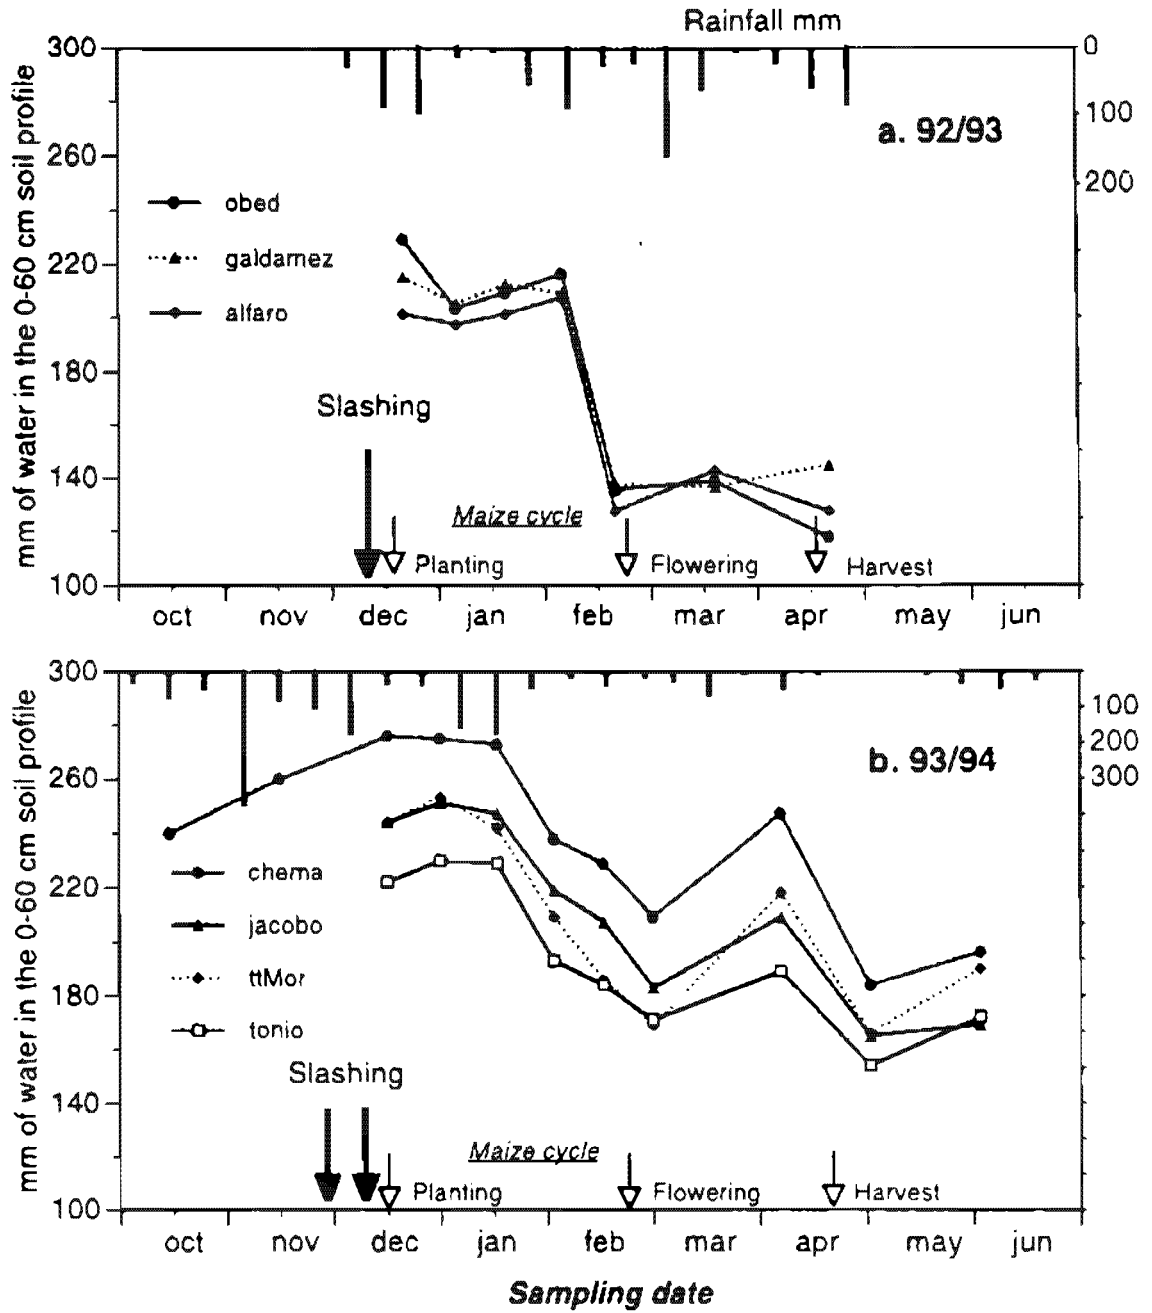 Rainfall mm
300
0
a. 92/93
100
260
200
obed
220
galdamez
alfaro
180
Slashing
140
Maize cycle
Planting
Flowering
Harvest
100
oct nov dec jan feb mar apr may jun
mm of water in the 0-60 cm soil profile
300
100
200
b. 93/94
260
300
chema
220
jacobo
ttMor
180
tonio
Slashing
140
Maize cycle
Planting
Flowering
Harvest
100
oct nov dec jan feb mar apr may jun
mm of water in the 0-60 cm soil profile
Sampling date